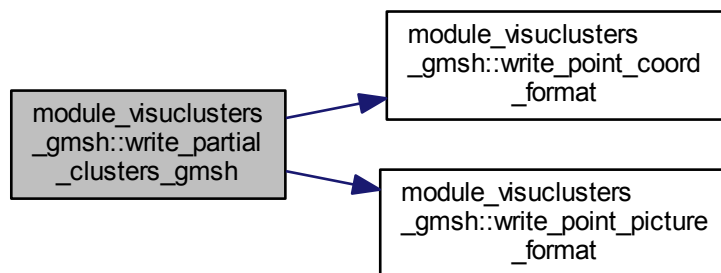 module_visuclusters
_gmsh::write_partial
_clusters_gmsh
module_visuclusters
_gmsh::write_point_coord
_format
module_visuclusters
_gmsh::write_point_picture
_format